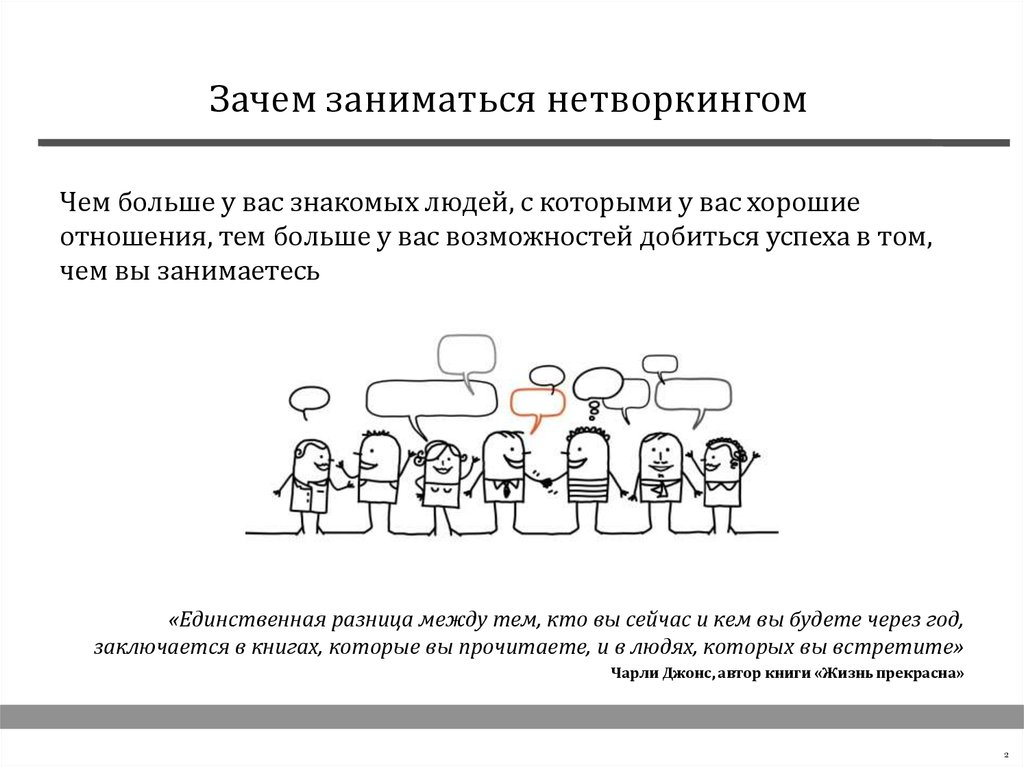 Зачем заниматься нетворкингом
Чем больше у вас знакомых людей, с которыми у вас хорошие
отношения, тем больше у вас возможностей добиться успеха в том,
чем вы занимаетесь
«Единственная разница между тем, кто вы сейчас и кем вы будете через год,
заключается в книгах, которые вы прочитаете, и в людях, которых вы встретите»
Чарли Джонс, автор книги «Жизнь прекрасна»
2